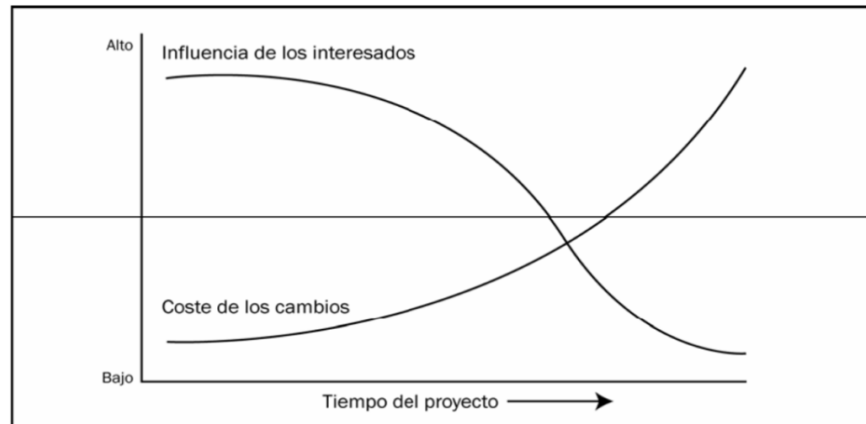 Alto
Influencia de los interesados
Coste de los cambios
Bajo
Tiempo del proyecto